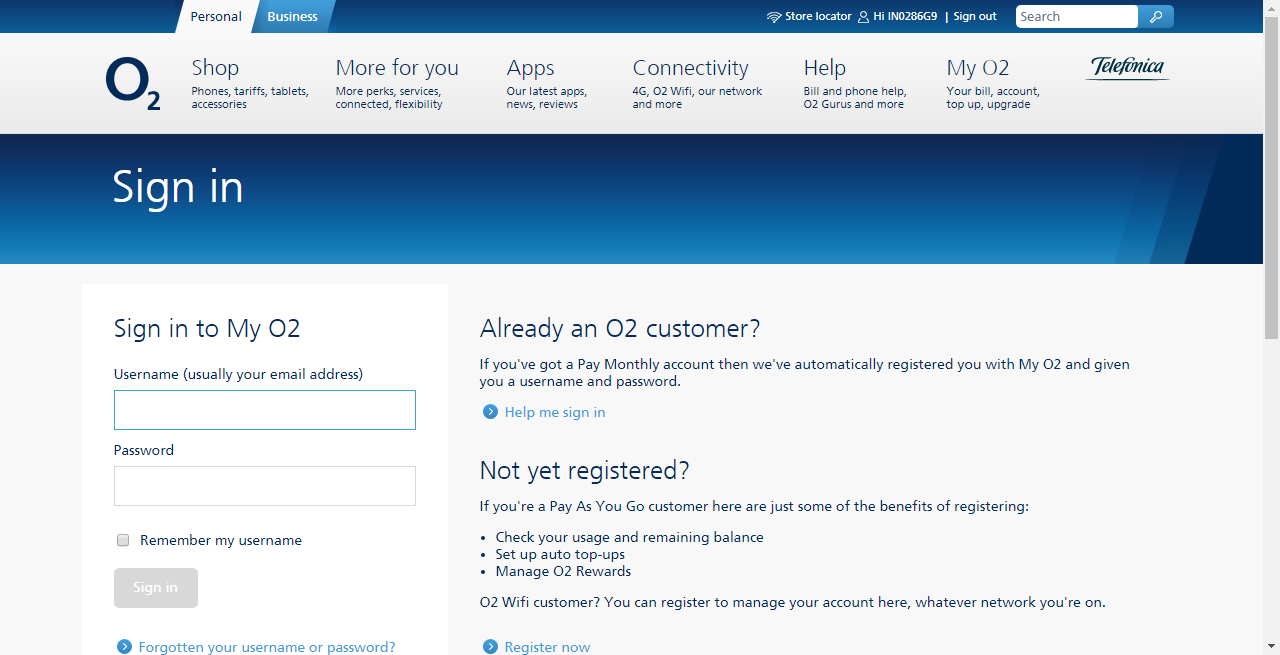 Personal
Business
Store locator
Hi IN0286G9 | Sign out
Search
O2
Shop
Phones, tariffs, tablets,
accessories
More for you
More perks, services,
connected, flexibility
Apps
Our latest apps,
news, reviews
Connectivity
4G, O2 Wifi, our network
and more
Help
Bill and phone help,
O2 Gurus and more
My O2
Your bill, account,
top up, upgrade
Telefónica
Sign in
Sign in to My O2
Username (usually your email address)
Password
Remember my username
Sign in
Forgotten your username or password?
Already an O2 customer?
If you've got a Pay Monthly account then we've automatically registered you with My O2 and given
you a username and password.
Help me sign in
Not yet registered?
If you're a Pay As You Go customer here are just some of the benefits of registering:
• Check your usage and remaining balance
• Set up auto top-ups
• Manage O2 Rewards
O2 Wifi customer? You can register to manage your account here, whatever network you're on.
Register now